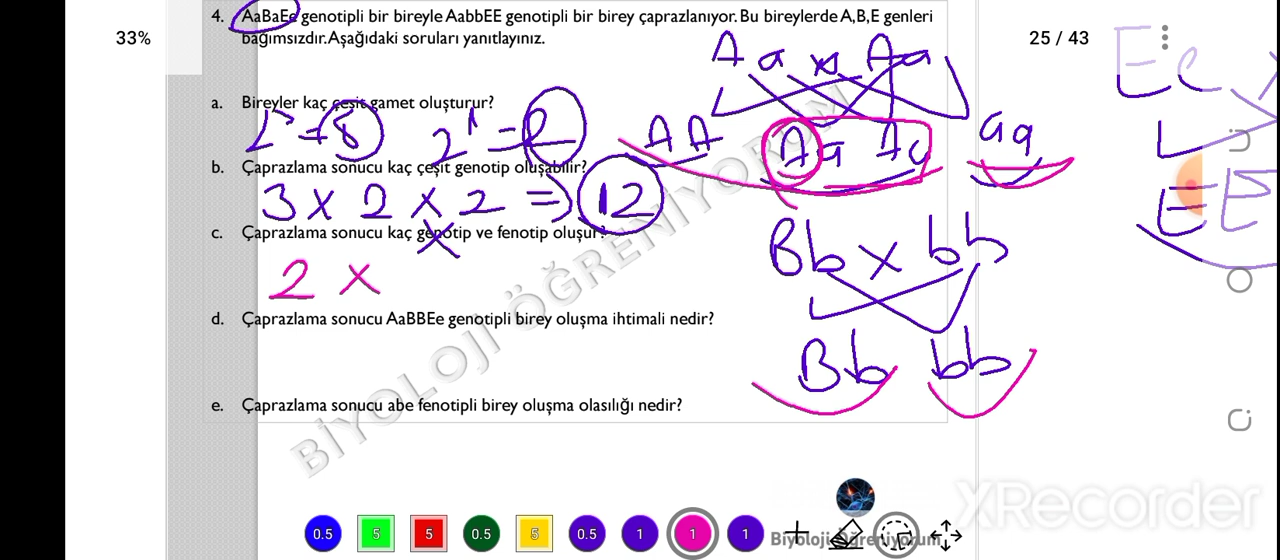 33%
25 / 43
4. AaBaEe genotipli bir bireyle AabbEE genotipli bir birey çaprazlanıyor. Bu bireylerde A,B,E genleri
bağımsızdır. Aşağıdaki soruları yanıtlayınız.
Aa x Aa
Ee
a. Bireyler kaç çeşit gamet oluşturur?
2³=8 2¹=2
AA Aa Aa aa
b. Çaprazlama sonucu kaç çeşit genotip oluşabilir?
3 x 2 x 2 => 12
EE
c. Çaprazlama sonucu kaç genotip ve fenotip oluşur?
Bb x bb
2 x
d. Çaprazlama sonucu AaBBEe genotipli birey oluşma ihtimali nedir?
Bb bb
e. Çaprazlama sonucu abe fenotipli birey oluşma olasılığı nedir?
BİYOLOJİ ÖĞRENİYORUM
XRecorder
0.5 5 5 0.5 5 0.5 1 1 1
Biyoloji Öğreniyorum